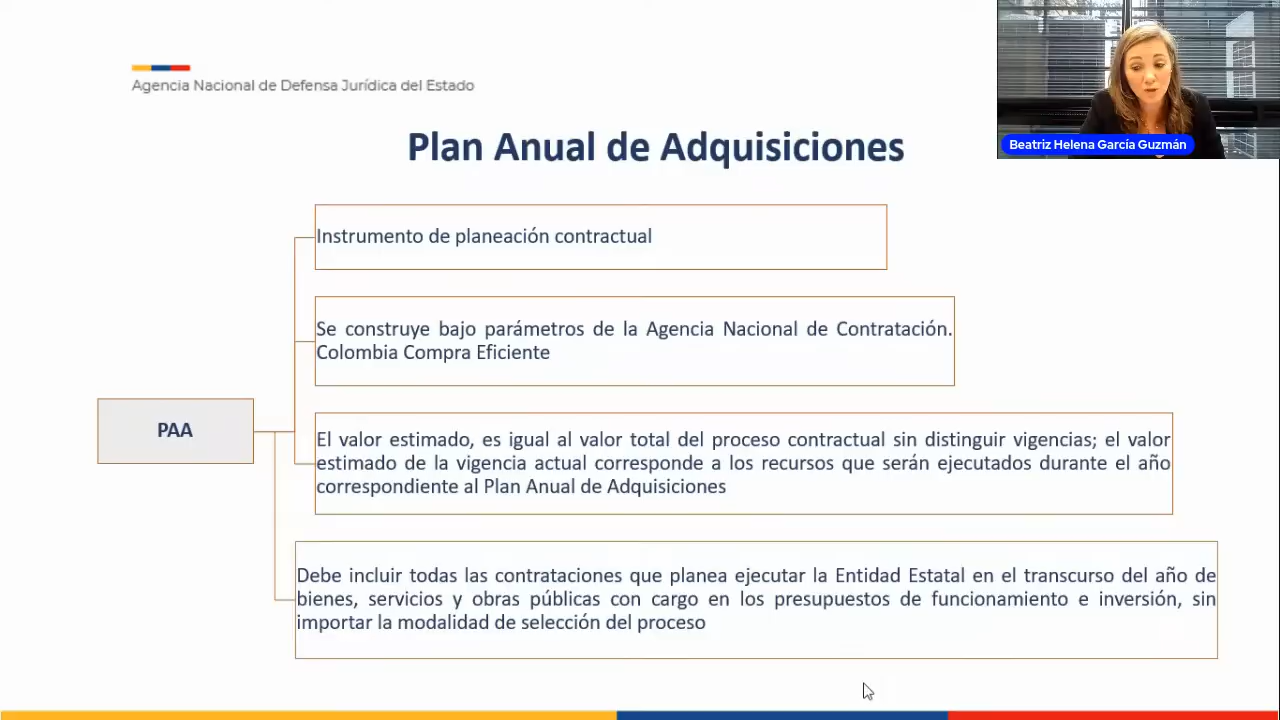 Agencia Nacional de Defensa Jurídica del Estado
Plan Anual de Adquisiciones
Beatriz Helena García Guzmán
Instrumento de planeación contractual
Se construye bajo parámetros de la Agencia Nacional de Contratación.
Colombia Compra Eficiente
PAA
El valor estimado, es igual al valor total del proceso contractual sin distinguir vigencias; el valor
estimado de la vigencia actual corresponde a los recursos que serán ejecutados durante el año
correspondiente al Plan Anual de Adquisiciones
Debe incluir todas las contrataciones que planea ejecutar la Entidad Estatal en el transcurso del año de
bienes, servicios y obras públicas con cargo en los presupuestos de funcionamiento e inversión, sin
importar la modalidad de selección del proceso